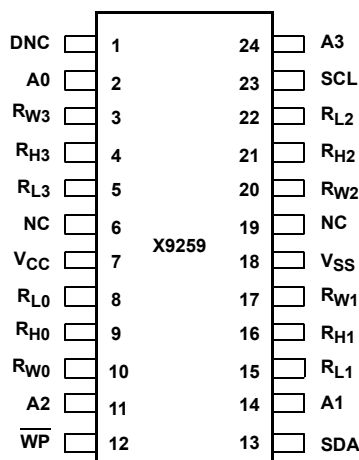 DNC 1 24 A3
A0 2 23 SCL
RW3 3 22 RL2
RH3 4 21 RH2
RL3 5 20 RW2
NC 6 19 NC
X9259
VCC 7 18 VSS
RL0 8 17 RW1
RH0 9 16 RH1
RW0 10 15 RL1
A2 11 14 A1
WP 12 13 SDA